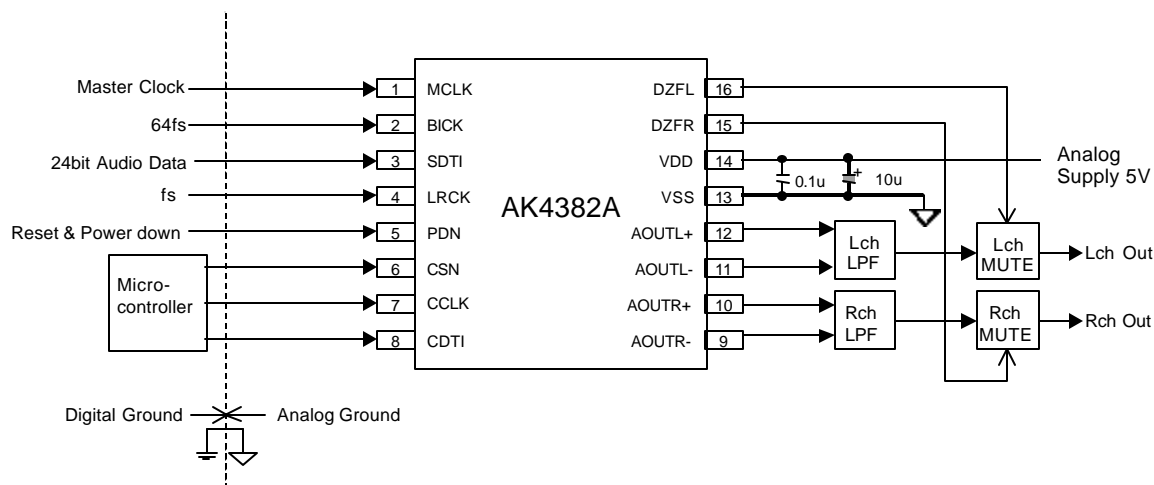 Master Clock
1
MCLK
DZFL
16
64fs
2
BICK
DZFR
15
24bit Audio Data
3
SDTI
VDD
14
Analog
Supply 5V
0.1u
+
10u
fs
4
LRCK
VSS
13
AK4382A
Reset & Power down
5
PDN
AOUTL+
12
Lch
LPF
Lch
MUTE
Lch Out
Micro-
controller
6
CSN
AOUTL-
11
7
CCLK
AOUTR+
10
Rch
LPF
Rch
MUTE
Rch Out
8
CDTI
AOUTR-
9
Digital Ground
Analog Ground